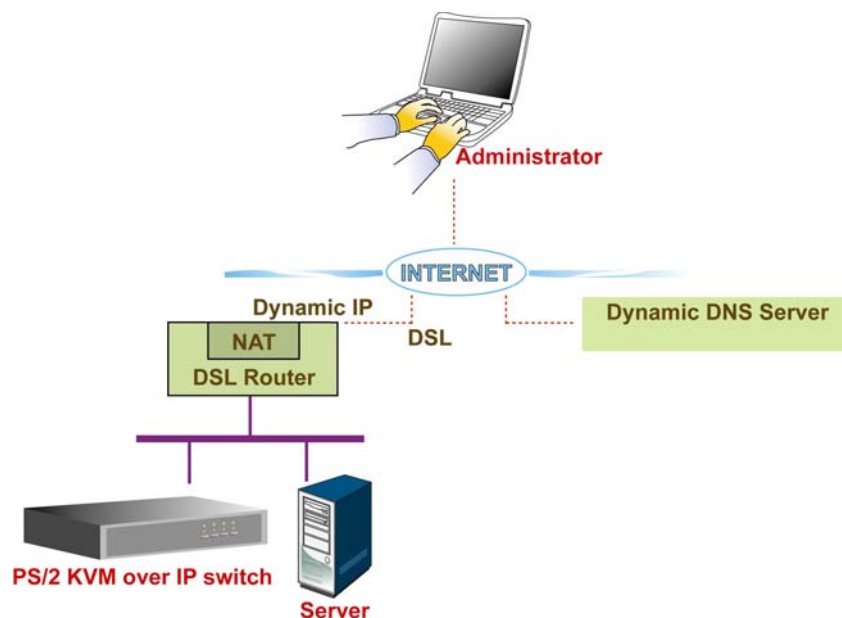 Administrator
INTERNET
Dynamic IP
DSL
Dynamic DNS Server
NAT
DSL Router
PS/2 KVM over IP switch
Server